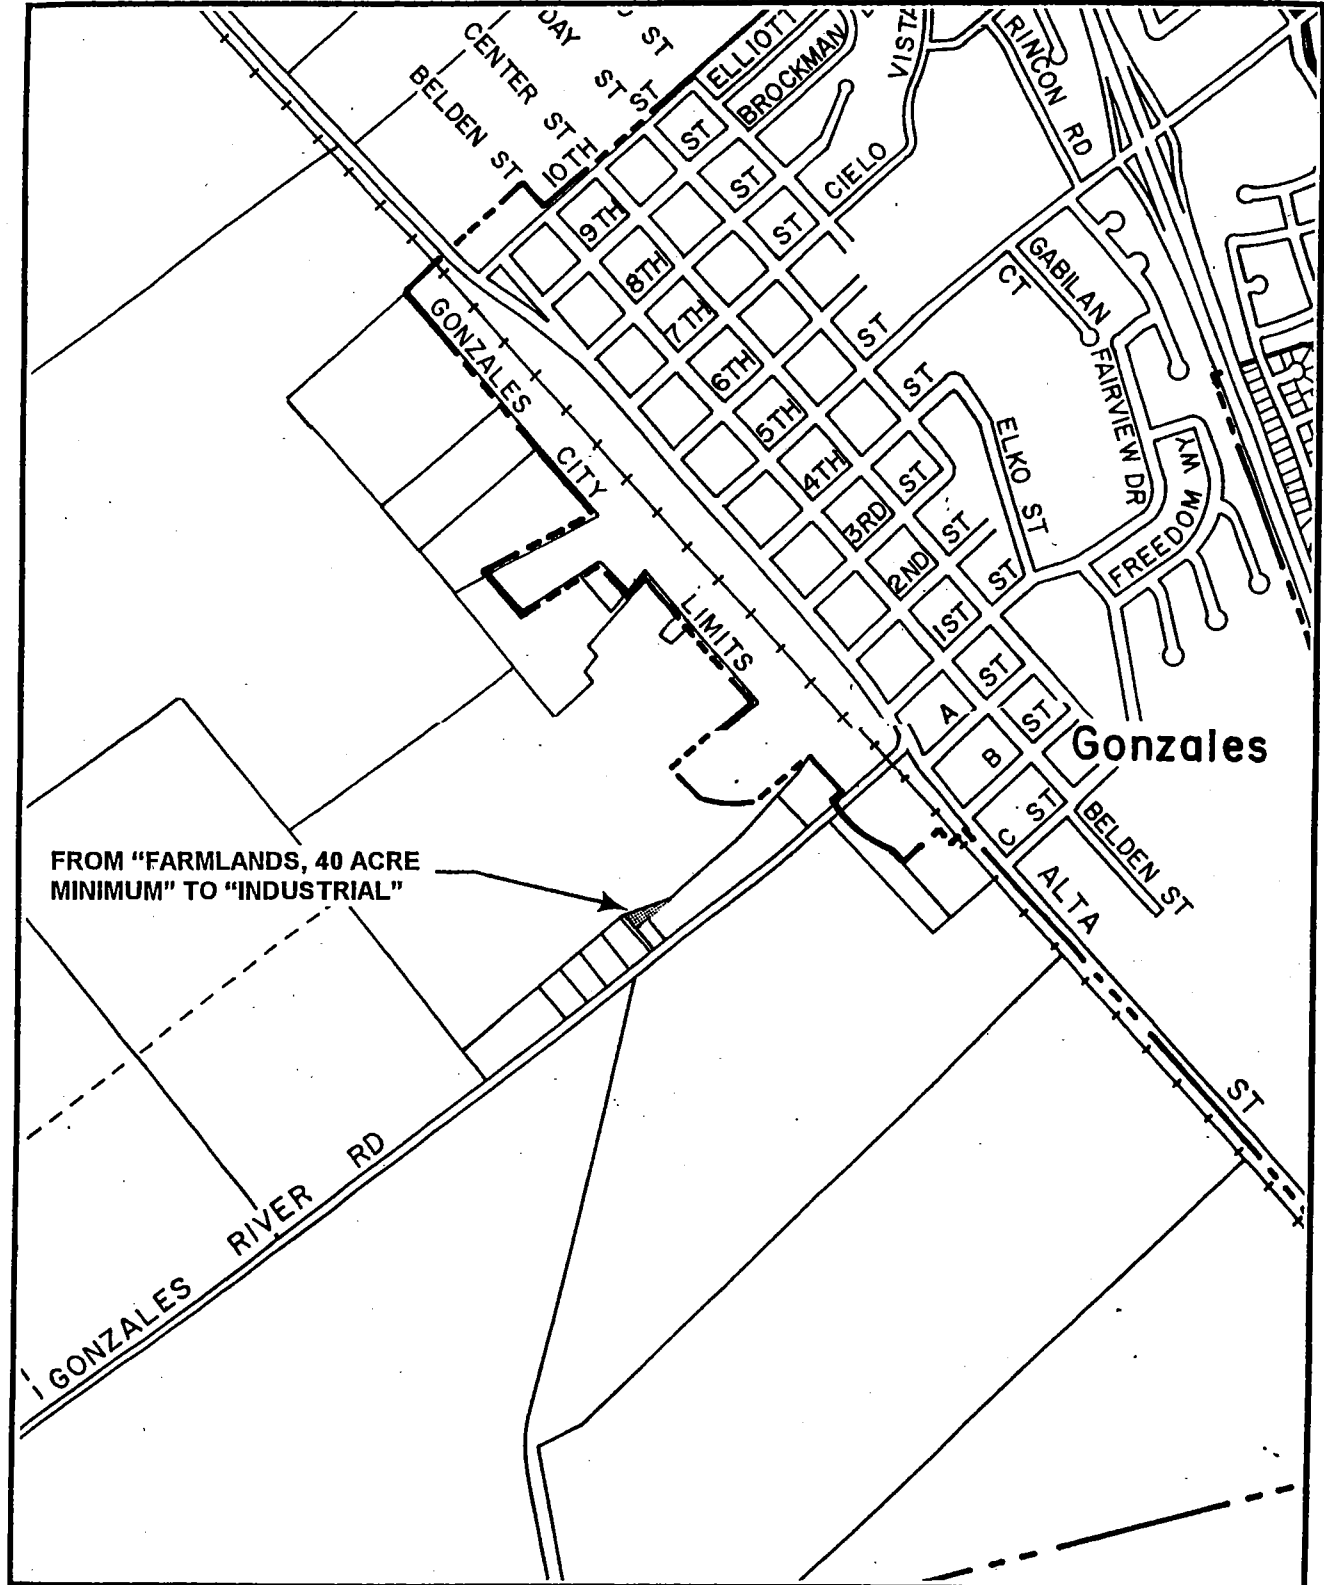 DAY ST
ST
CENTER ST
BELDEN ST
10TH ST
ELLIOTT
BROCKMAN
VISTA
CIELO
RINCON RD
ST
ST
ST
9TH
8TH
7TH
6TH
5TH
4TH
3RD
2ND
1ST
ST
ST
ST
ST
ST
ST
ST
A
B
C ST
GABILAN
CT
FAIRVIEW DR
ELKO ST
FREEDOM WY
GONZALES
CITY
LIMITS
Gonzales
BELDEN ST
ALTA
ST
FROM “FARMLANDS, 40 ACRE
MINIMUM” TO “INDUSTRIAL”
GONZALES RIVER RD